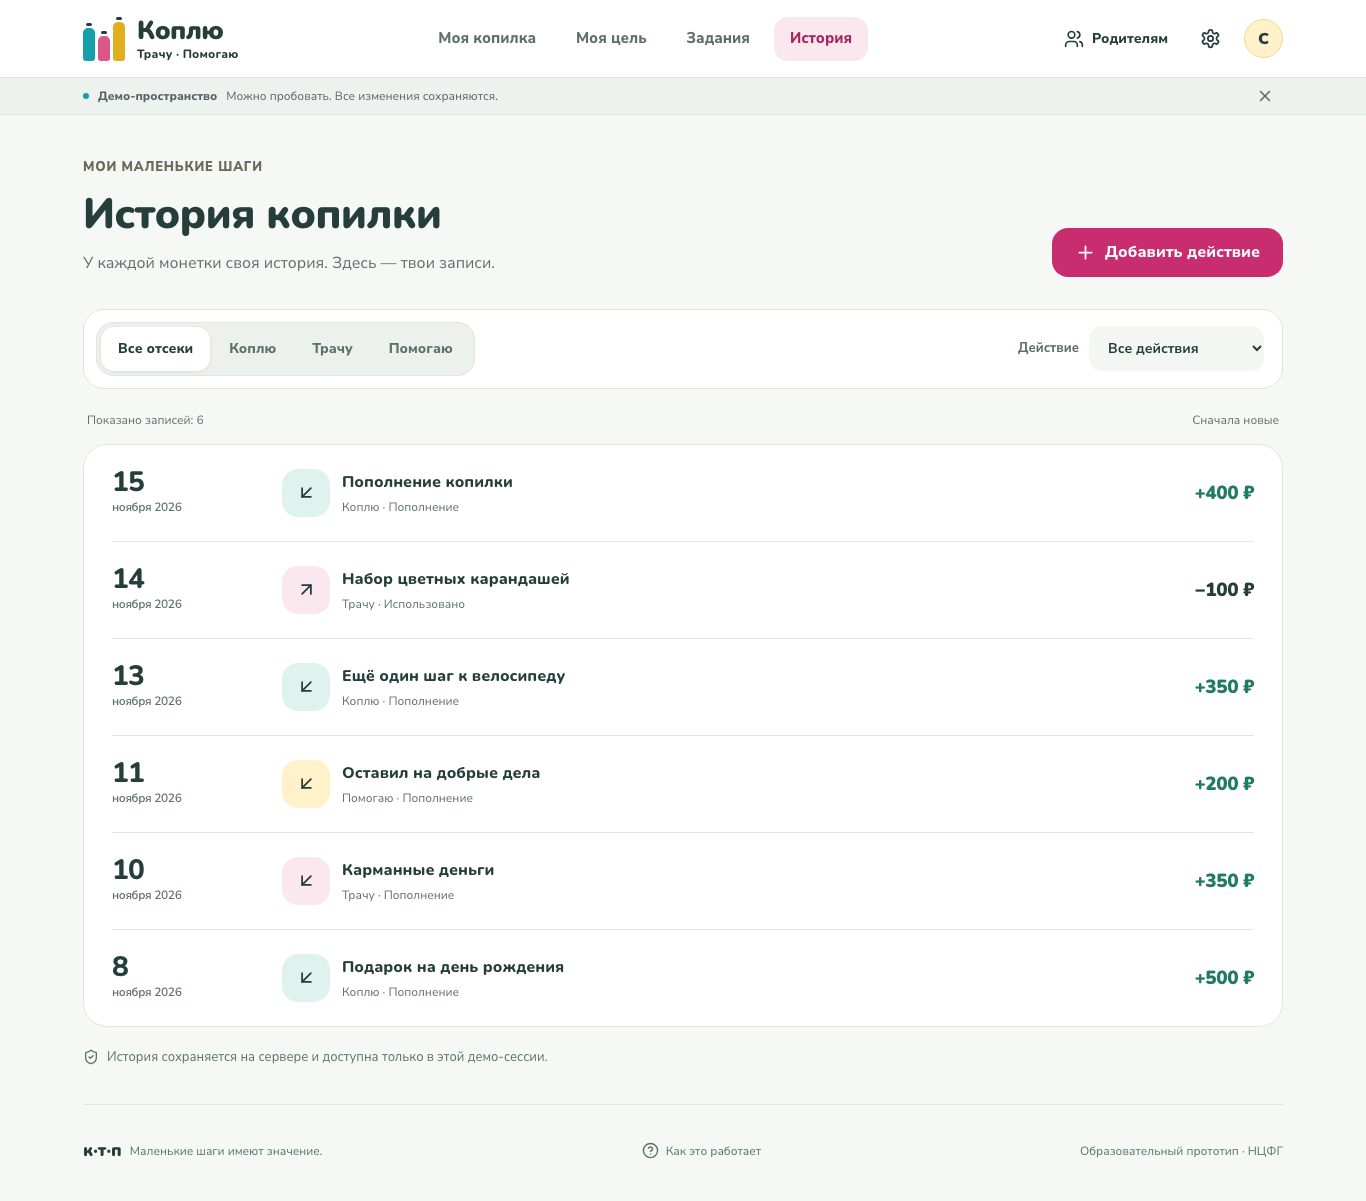 Коплю
Трачу · Помогаю
Моя копилка
Моя цель
Задания
История
Родителям
С
Демо-пространство Можно пробовать. Все изменения сохраняются.
МОИ МАЛЕНЬКИЕ ШАГИ
История копилки
У каждой монетки своя история. Здесь — твои записи.
Добавить действие
Все отсеки
Коплю
Трачу
Помогаю
Действие
Все действия
Показано записей: 6
Сначала новые
15
ноября 2026
Пополнение копилки
Коплю · Пополнение
+400 ₽
14
ноября 2026
Набор цветных карандашей
Трачу · Использовано
−100 ₽
13
ноября 2026
Ещё один шаг к велосипеду
Коплю · Пополнение
+350 ₽
11
ноября 2026
Оставил на добрые дела
Помогаю · Пополнение
+200 ₽
10
ноября 2026
Карманные деньги
Трачу · Пополнение
+350 ₽
8
ноября 2026
Подарок на день рождения
Коплю · Пополнение
+500 ₽
История сохраняется на сервере и доступна только в этой демо-сессии.
К·Т·П Маленькие шаги имеют значение.
Как это работает
Образовательный прототип · НЦФГ